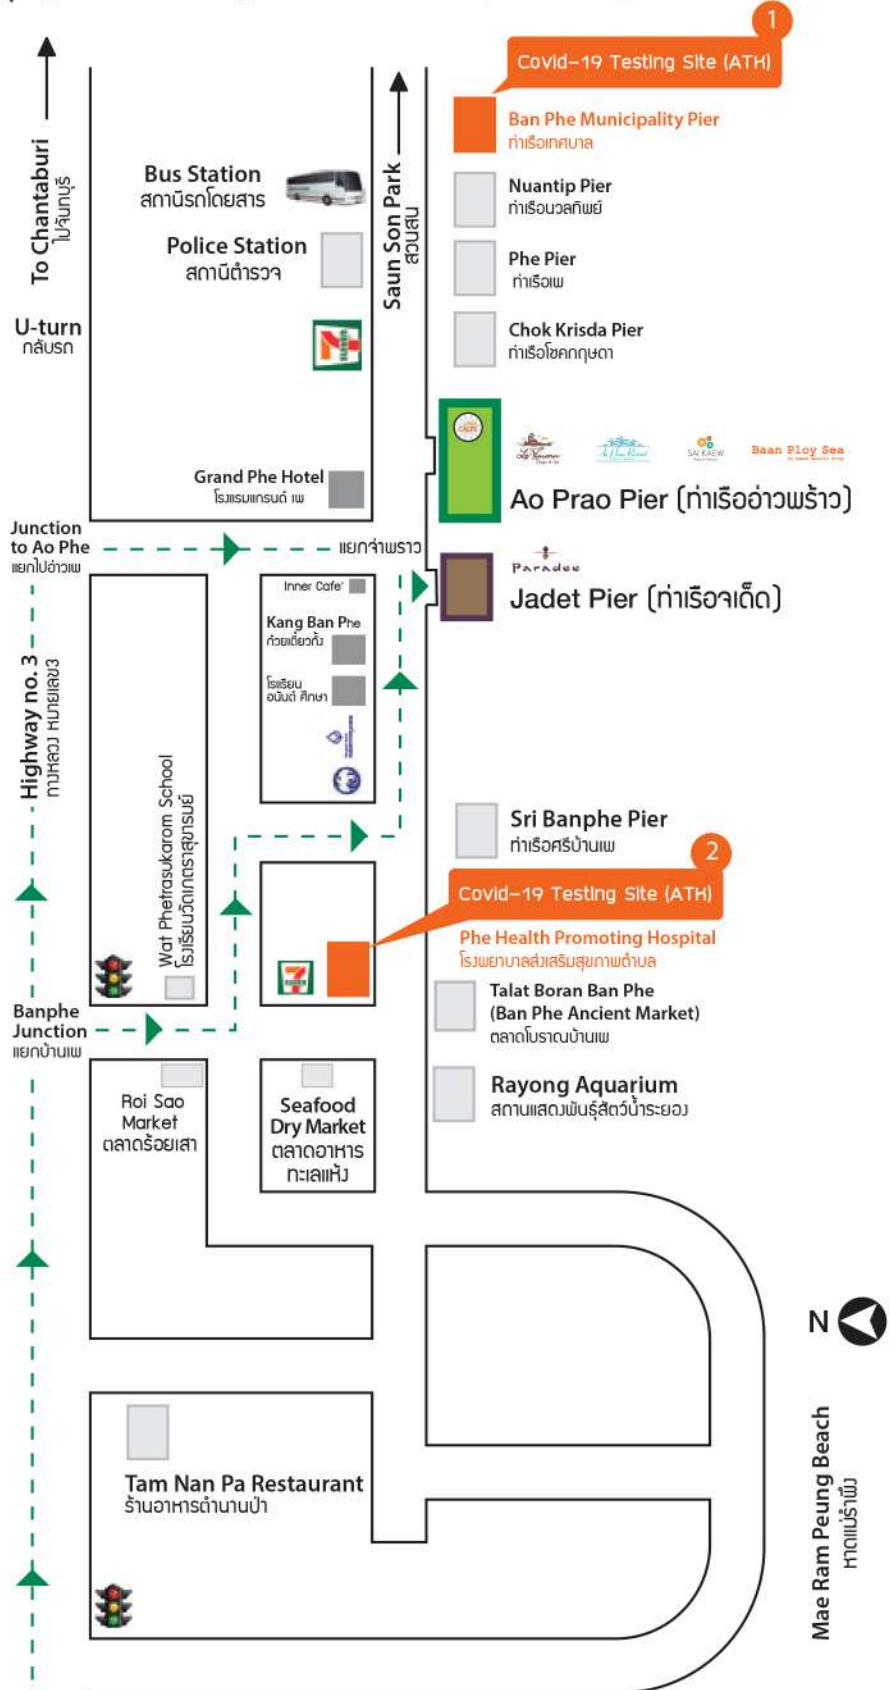 1
Covid-19 Testing Site (ATK)
Ban Phe Municipality Pier
ท่าเรือเทศบาล
To Chantaburi
ไปจันทบุรี
Bus Station
สถานีรถโดยสาร
Saun Son Park
สวนสน
Nuantip Pier
ท่าเรือนวลทิพย์
Police Station
สถานีตำรวจ
Phe Pier
ท่าเรือเพ
U-turn
กลับรถ
7 ELEVEN
Chok Krisda Pier
ท่าเรือโชคกฤษดา
Ao Prao Resort
SAI KAEW
Baan Ploy Sea
Grand Phe Hotel
โรงแรมแกรนด์ เพ
Ao Prao Pier (ท่าเรืออ่าวพร้าว)
Junction
to Ao Phe
แยกไปอ่าวเพ
แยกจ่าพราว
Paradee
Jadet Pier (ท่าเรือจเด็ด)
Inner Cafe'
Kang Ban Phe
ก๋วยเตี๋ยวกั้ง
โรงเรียน
อนันต์ ศึกษา
Highway no. 3
ทางหลวง หมายเลข3
Wat Phetrasukarom School
โรงเรียนวัดเภตราสุขารมย์
Sri Banphe Pier
ท่าเรือศรีบ้านเพ
2
Covid-19 Testing Site (ATK)
Phe Health Promoting Hospital
โรงพยาบาลส่งเสริมสุขภาพตำบล
7
Talat Boran Ban Phe
(Ban Phe Ancient Market)
ตลาดโบราณบ้านเพ
Banphe
Junction
แยกบ้านเพ
Roi Sao
Market
ตลาดร้อยเสา
Seafood
Dry Market
ตลาดอาหาร
ทะเลแห้ง
Rayong Aquarium
สถานแสดงพันธุ์สัตว์น้ำระยอง
N
Mae Ram Peung Beach
หาดแม่รำพึง
Tam Nan Pa Restaurant
ร้านอาหารตำนานป่า